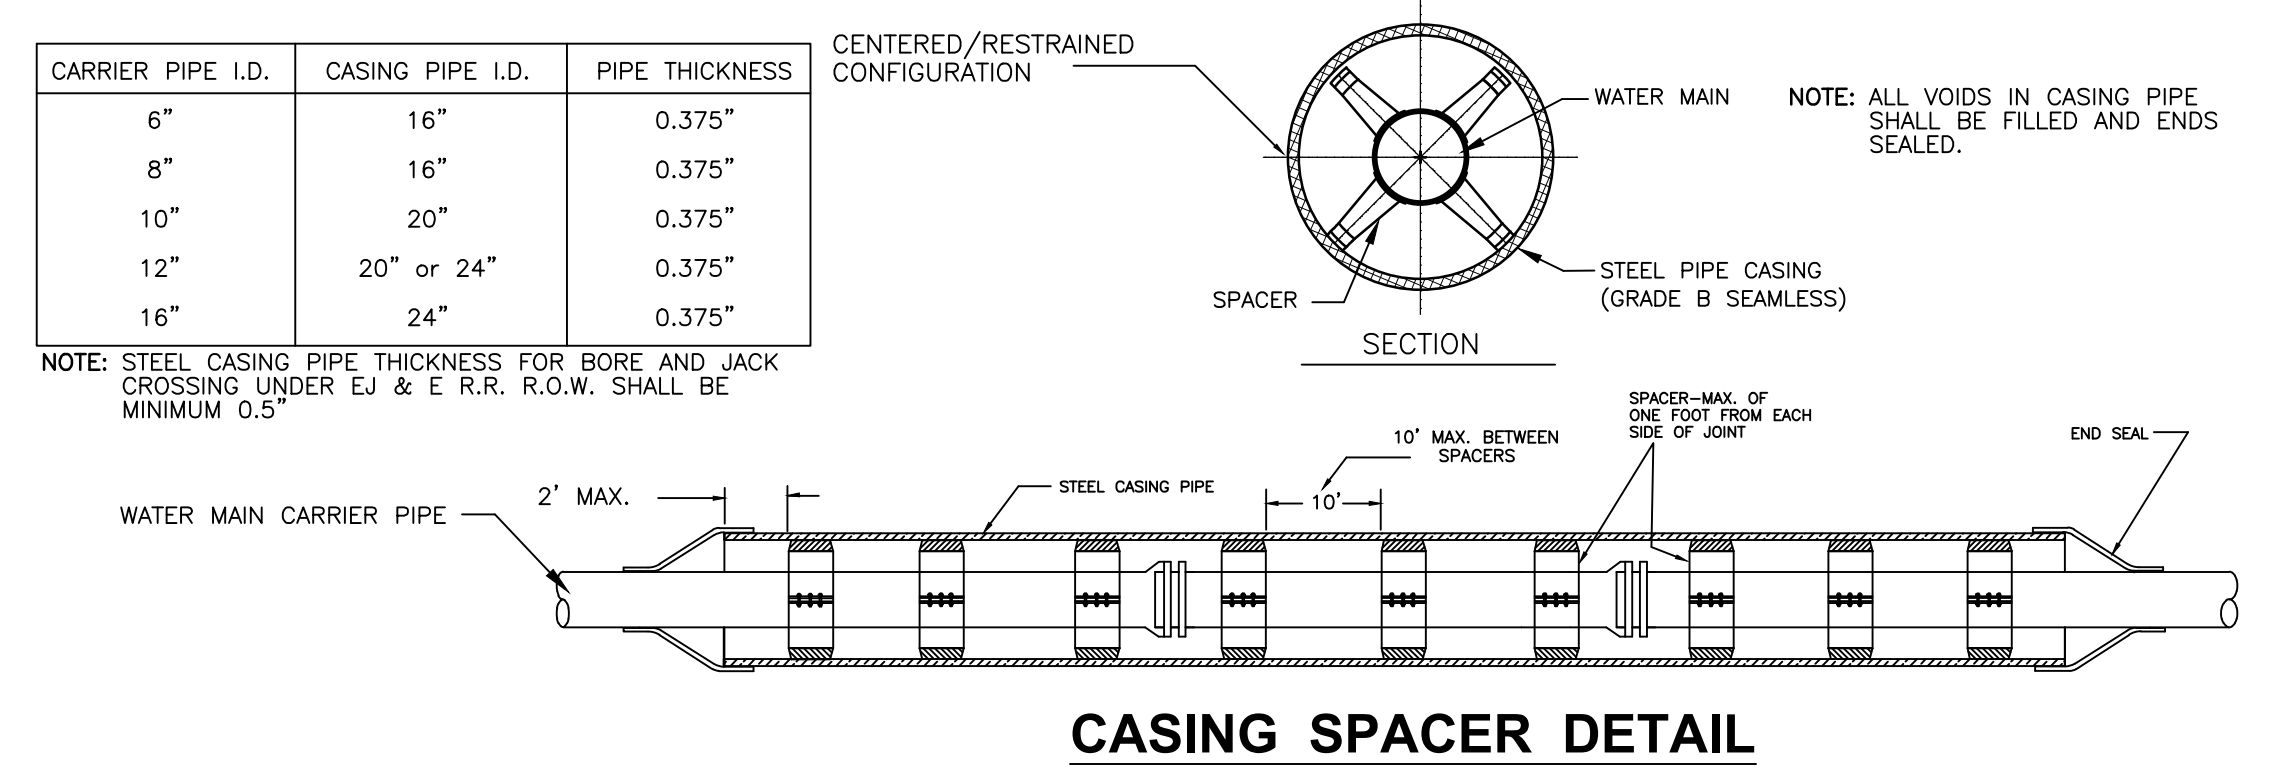 CARRIER PIPE I.D. CASING PIPE I.D. PIPE THICKNESS
6" 16" 0.375"
8" 16" 0.375"
10" 20" 0.375"
12" 20" or 24" 0.375"
16" 24" 0.375"
NOTE: STEEL CASING PIPE THICKNESS FOR BORE AND JACK
CROSSING UNDER EJ & E R.R. R.O.W. SHALL BE
MINIMUM 0.5"
CENTERED/RESTRAINED
CONFIGURATION
WATER MAIN
NOTE: ALL VOIDS IN CASING PIPE
SHALL BE FILLED AND ENDS
SEALED.
SPACER
STEEL PIPE CASING
(GRADE B SEAMLESS)
SECTION
SPACER-MAX. OF
ONE FOOT FROM EACH
SIDE OF JOINT
10' MAX. BETWEEN
SPACERS
END SEAL
2' MAX.
STEEL CASING PIPE
10'
WATER MAIN CARRIER PIPE
CASING SPACER DETAIL